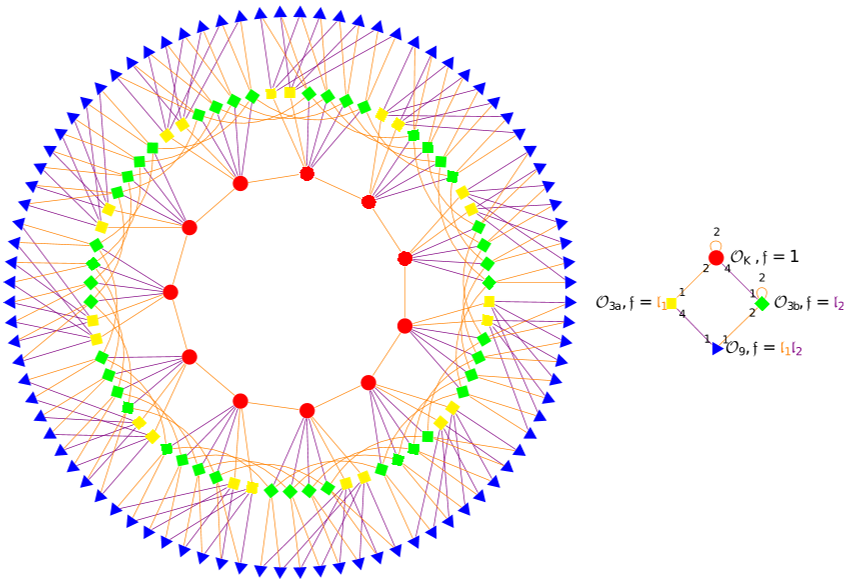 2
𝒪K , 𝔣 = 1
2 4
2
1 1
𝒪3a, 𝔣 = 𝔩1 𝒪3b, 𝔣 = 𝔩2
4 2
1 1
𝒪9, 𝔣 = 𝔩1𝔩2